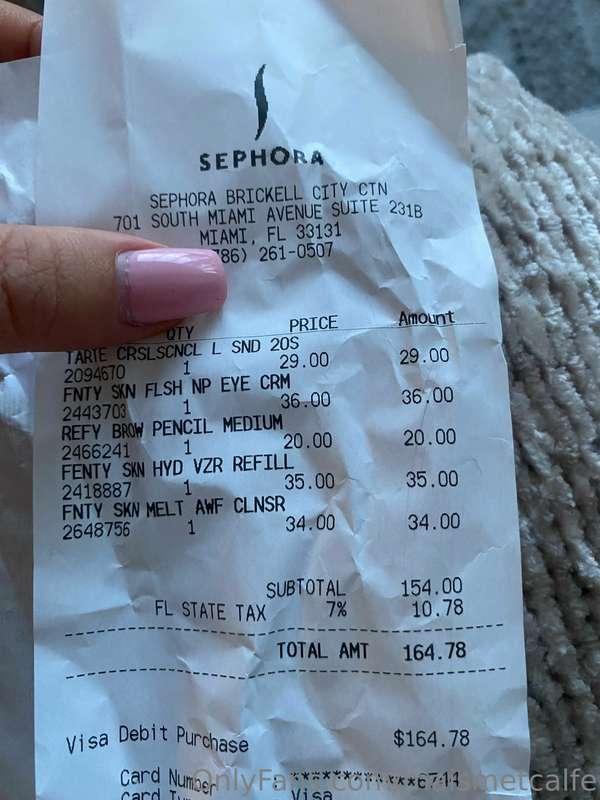 SEPHORA
SEPHORA BRICKELL CITY CTN
701 SOUTH MIAMI AVENUE SUITE 231B
MIAMI, FL 33131
86) 261-0507
QTY PRICE Amount
TARTE CRSLSCNCL L SND 20S
2094670 1 29.00 29.00
FNTY SKN FLSH NP EYE CRM
2443703 1 36.00 36.00
REFY BROW PENCIL MEDIUM
2466241 1 20.00 20.00
FENTY SKN HYD VZR REFILL
2418887 1 35.00 35.00
FNTY SKN MELT AWF CLNSR
2648756 1 34.00 34.00
SUBTOTAL 154.00
FL STATE TAX 7% 10.78
TOTAL AMT 164.78
Visa Debit Purchase $164.78
Card Number
Visa